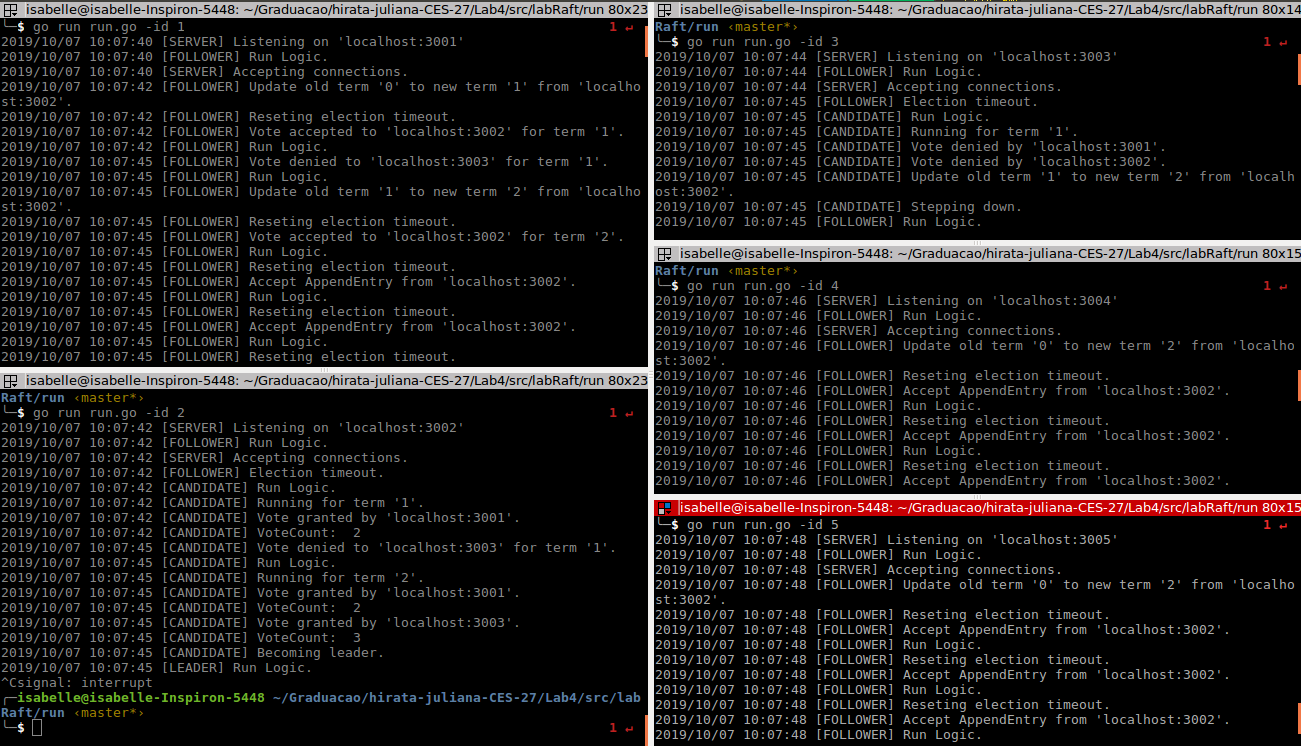 isabelle@isabelle-Inspiron-5448: ~/Graduacao/hirata-juliana-CES-27/Lab4/src/labRaft/run 80x23
╰─$ go run run.go -id 1 1 ↵
2019/10/07 10:07:40 [SERVER] Listening on 'localhost:3001'
2019/10/07 10:07:40 [FOLLOWER] Run Logic.
2019/10/07 10:07:40 [SERVER] Accepting connections.
2019/10/07 10:07:42 [FOLLOWER] Update old term '0' to new term '1' from 'localho
st:3002'.
2019/10/07 10:07:42 [FOLLOWER] Reseting election timeout.
2019/10/07 10:07:42 [FOLLOWER] Vote accepted to 'localhost:3002' for term '1'.
2019/10/07 10:07:42 [FOLLOWER] Run Logic.
2019/10/07 10:07:45 [FOLLOWER] Vote denied to 'localhost:3003' for term '1'.
2019/10/07 10:07:45 [FOLLOWER] Run Logic.
2019/10/07 10:07:45 [FOLLOWER] Update old term '1' to new term '2' from 'localho
st:3002'.
2019/10/07 10:07:45 [FOLLOWER] Reseting election timeout.
2019/10/07 10:07:45 [FOLLOWER] Vote accepted to 'localhost:3002' for term '2'.
2019/10/07 10:07:45 [FOLLOWER] Run Logic.
2019/10/07 10:07:45 [FOLLOWER] Reseting election timeout.
2019/10/07 10:07:45 [FOLLOWER] Accept AppendEntry from 'localhost:3002'.
2019/10/07 10:07:45 [FOLLOWER] Run Logic.
2019/10/07 10:07:45 [FOLLOWER] Reseting election timeout.
2019/10/07 10:07:45 [FOLLOWER] Accept AppendEntry from 'localhost:3002'.
2019/10/07 10:07:45 [FOLLOWER] Run Logic.
2019/10/07 10:07:45 [FOLLOWER] Reseting election timeout.
isabelle@isabelle-Inspiron-5448: ~/Graduacao/hirata-juliana-CES-27/Lab4/src/labRaft/run 80x23
Raft/run ‹master*›
╰─$ go run run.go -id 2 1 ↵
2019/10/07 10:07:42 [SERVER] Listening on 'localhost:3002'
2019/10/07 10:07:42 [FOLLOWER] Run Logic.
2019/10/07 10:07:42 [SERVER] Accepting connections.
2019/10/07 10:07:42 [FOLLOWER] Election timeout.
2019/10/07 10:07:42 [CANDIDATE] Run Logic.
2019/10/07 10:07:42 [CANDIDATE] Running for term '1'.
2019/10/07 10:07:42 [CANDIDATE] Vote granted by 'localhost:3001'.
2019/10/07 10:07:42 [CANDIDATE] VoteCount:  2
2019/10/07 10:07:45 [CANDIDATE] Vote denied to 'localhost:3003' for term '1'.
2019/10/07 10:07:45 [CANDIDATE] Run Logic.
2019/10/07 10:07:45 [CANDIDATE] Running for term '2'.
2019/10/07 10:07:45 [CANDIDATE] Vote granted by 'localhost:3001'.
2019/10/07 10:07:45 [CANDIDATE] VoteCount:  2
2019/10/07 10:07:45 [CANDIDATE] Vote granted by 'localhost:3003'.
2019/10/07 10:07:45 [CANDIDATE] VoteCount:  3
2019/10/07 10:07:45 [CANDIDATE] Becoming leader.
2019/10/07 10:07:45 [LEADER] Run Logic.
^Csignal: interrupt
╭─isabelle@isabelle-Inspiron-5448 ~/Graduacao/hirata-juliana-CES-27/Lab4/src/lab
Raft/run ‹master*›
╰─$ 1 ↵
isabelle@isabelle-Inspiron-5448: ~/Graduacao/hirata-juliana-CES-27/Lab4/src/labRaft/run 80x14
Raft/run ‹master*›
╰─$ go run run.go -id 3 1 ↵
2019/10/07 10:07:44 [SERVER] Listening on 'localhost:3003'
2019/10/07 10:07:44 [FOLLOWER] Run Logic.
2019/10/07 10:07:44 [SERVER] Accepting connections.
2019/10/07 10:07:45 [FOLLOWER] Election timeout.
2019/10/07 10:07:45 [CANDIDATE] Run Logic.
2019/10/07 10:07:45 [CANDIDATE] Running for term '1'.
2019/10/07 10:07:45 [CANDIDATE] Vote denied by 'localhost:3001'.
2019/10/07 10:07:45 [CANDIDATE] Vote denied by 'localhost:3002'.
2019/10/07 10:07:45 [CANDIDATE] Update old term '1' to new term '2' from 'localh
ost:3002'.
2019/10/07 10:07:45 [CANDIDATE] Stepping down.
2019/10/07 10:07:45 [FOLLOWER] Run Logic.
isabelle@isabelle-Inspiron-5448: ~/Graduacao/hirata-juliana-CES-27/Lab4/src/labRaft/run 80x15
Raft/run ‹master*›
╰─$ go run run.go -id 4 1 ↵
2019/10/07 10:07:46 [SERVER] Listening on 'localhost:3004'
2019/10/07 10:07:46 [FOLLOWER] Run Logic.
2019/10/07 10:07:46 [SERVER] Accepting connections.
2019/10/07 10:07:46 [FOLLOWER] Update old term '0' to new term '2' from 'localho
st:3002'.
2019/10/07 10:07:46 [FOLLOWER] Reseting election timeout.
2019/10/07 10:07:46 [FOLLOWER] Accept AppendEntry from 'localhost:3002'.
2019/10/07 10:07:46 [FOLLOWER] Run Logic.
2019/10/07 10:07:46 [FOLLOWER] Reseting election timeout.
2019/10/07 10:07:46 [FOLLOWER] Accept AppendEntry from 'localhost:3002'.
2019/10/07 10:07:46 [FOLLOWER] Run Logic.
2019/10/07 10:07:46 [FOLLOWER] Reseting election timeout.
2019/10/07 10:07:46 [FOLLOWER] Accept AppendEntry from 'localhost:3002'.
isabelle@isabelle-Inspiron-5448: ~/Graduacao/hirata-juliana-CES-27/Lab4/src/labRaft/run 80x15
╰─$ go run run.go -id 5 1 ↵
2019/10/07 10:07:48 [SERVER] Listening on 'localhost:3005'
2019/10/07 10:07:48 [FOLLOWER] Run Logic.
2019/10/07 10:07:48 [SERVER] Accepting connections.
2019/10/07 10:07:48 [FOLLOWER] Update old term '0' to new term '2' from 'localho
st:3002'.
2019/10/07 10:07:48 [FOLLOWER] Reseting election timeout.
2019/10/07 10:07:48 [FOLLOWER] Accept AppendEntry from 'localhost:3002'.
2019/10/07 10:07:48 [FOLLOWER] Run Logic.
2019/10/07 10:07:48 [FOLLOWER] Reseting election timeout.
2019/10/07 10:07:48 [FOLLOWER] Accept AppendEntry from 'localhost:3002'.
2019/10/07 10:07:48 [FOLLOWER] Run Logic.
2019/10/07 10:07:48 [FOLLOWER] Reseting election timeout.
2019/10/07 10:07:48 [FOLLOWER] Accept AppendEntry from 'localhost:3002'.
2019/10/07 10:07:48 [FOLLOWER] Run Logic.